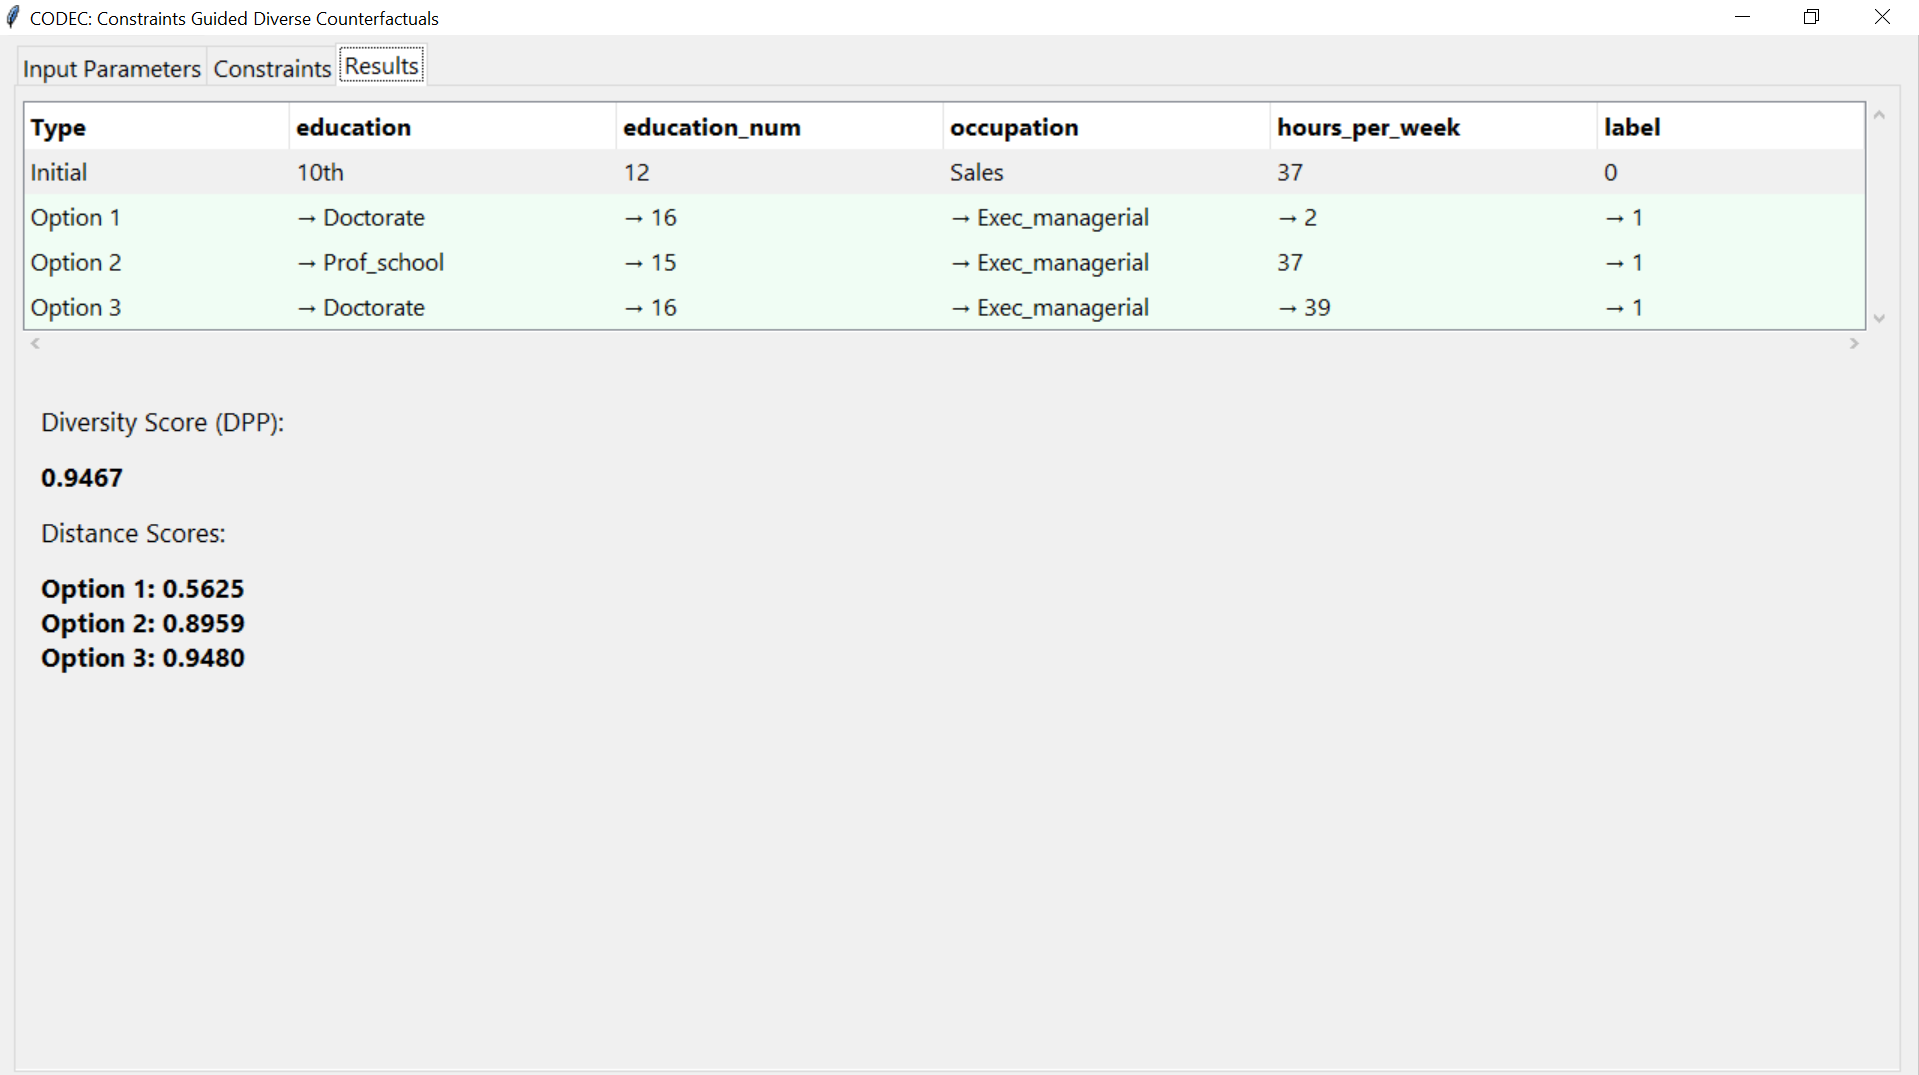 CODEC: Constraints Guided Diverse Counterfactuals
Input Parameters Constraints Results
Type education education_num occupation hours_per_week label
Initial 10th 12 Sales 37 0
Option 1 → Doctorate → 16 → Exec_managerial → 2 → 1
Option 2 → Prof_school → 15 → Exec_managerial 37 → 1
Option 3 → Doctorate → 16 → Exec_managerial → 39 → 1
Diversity Score (DPP):
0.9467
Distance Scores:
Option 1: 0.5625
Option 2: 0.8959
Option 3: 0.9480